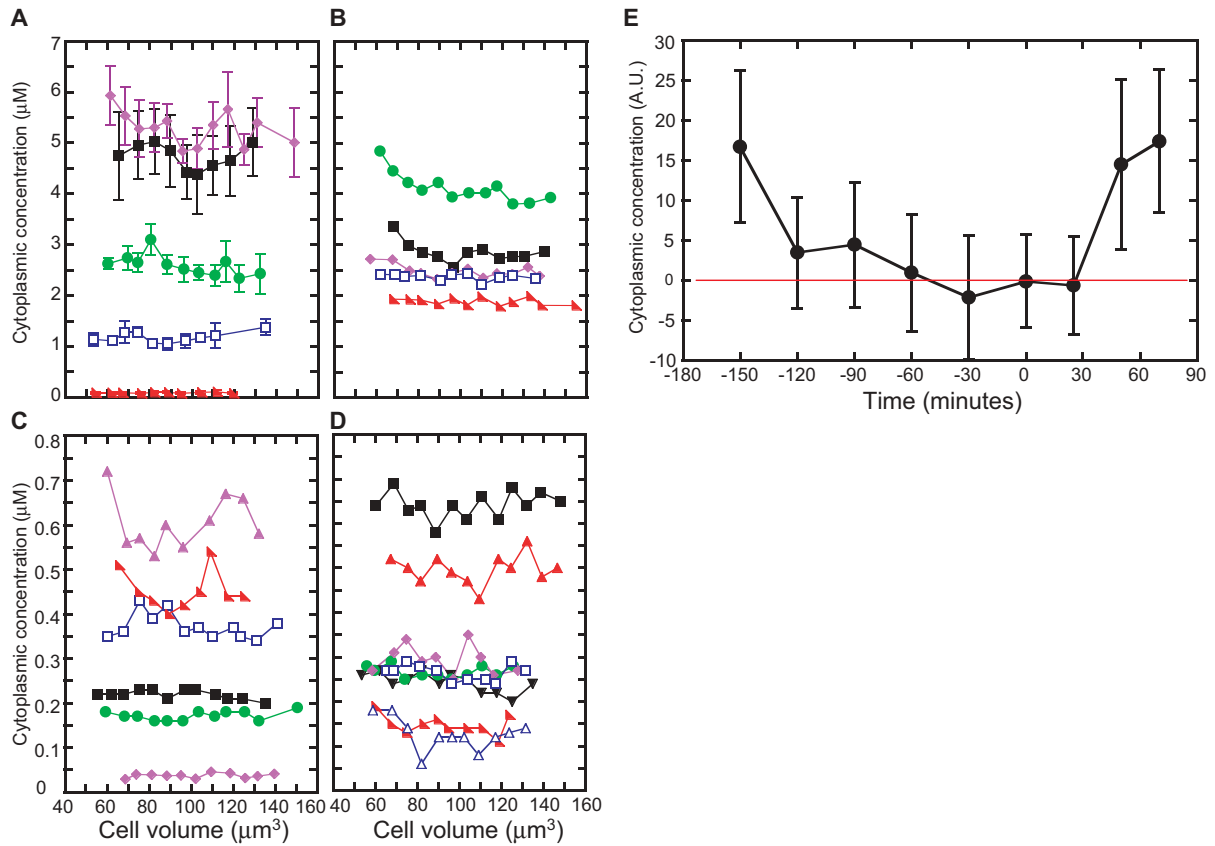 A
B
E
Cytoplasmic concentration (μM)
7
6
5
4
3
2
1
0
Cytoplasmic concentration (A.U.)
30
25
20
15
10
5
0
-5
-10
-180 -150 -120 -90 -60 -30 0 30 60 90
Time (minutes)
C
D
Cytoplasmic concentration (μM)
0.8
0.7
0.6
0.5
0.4
0.3
0.2
0.1
0
40 60 80 100 120 140 160
40 60 80 100 120 140 160
Cell volume (μm³)
Cell volume (μm³)